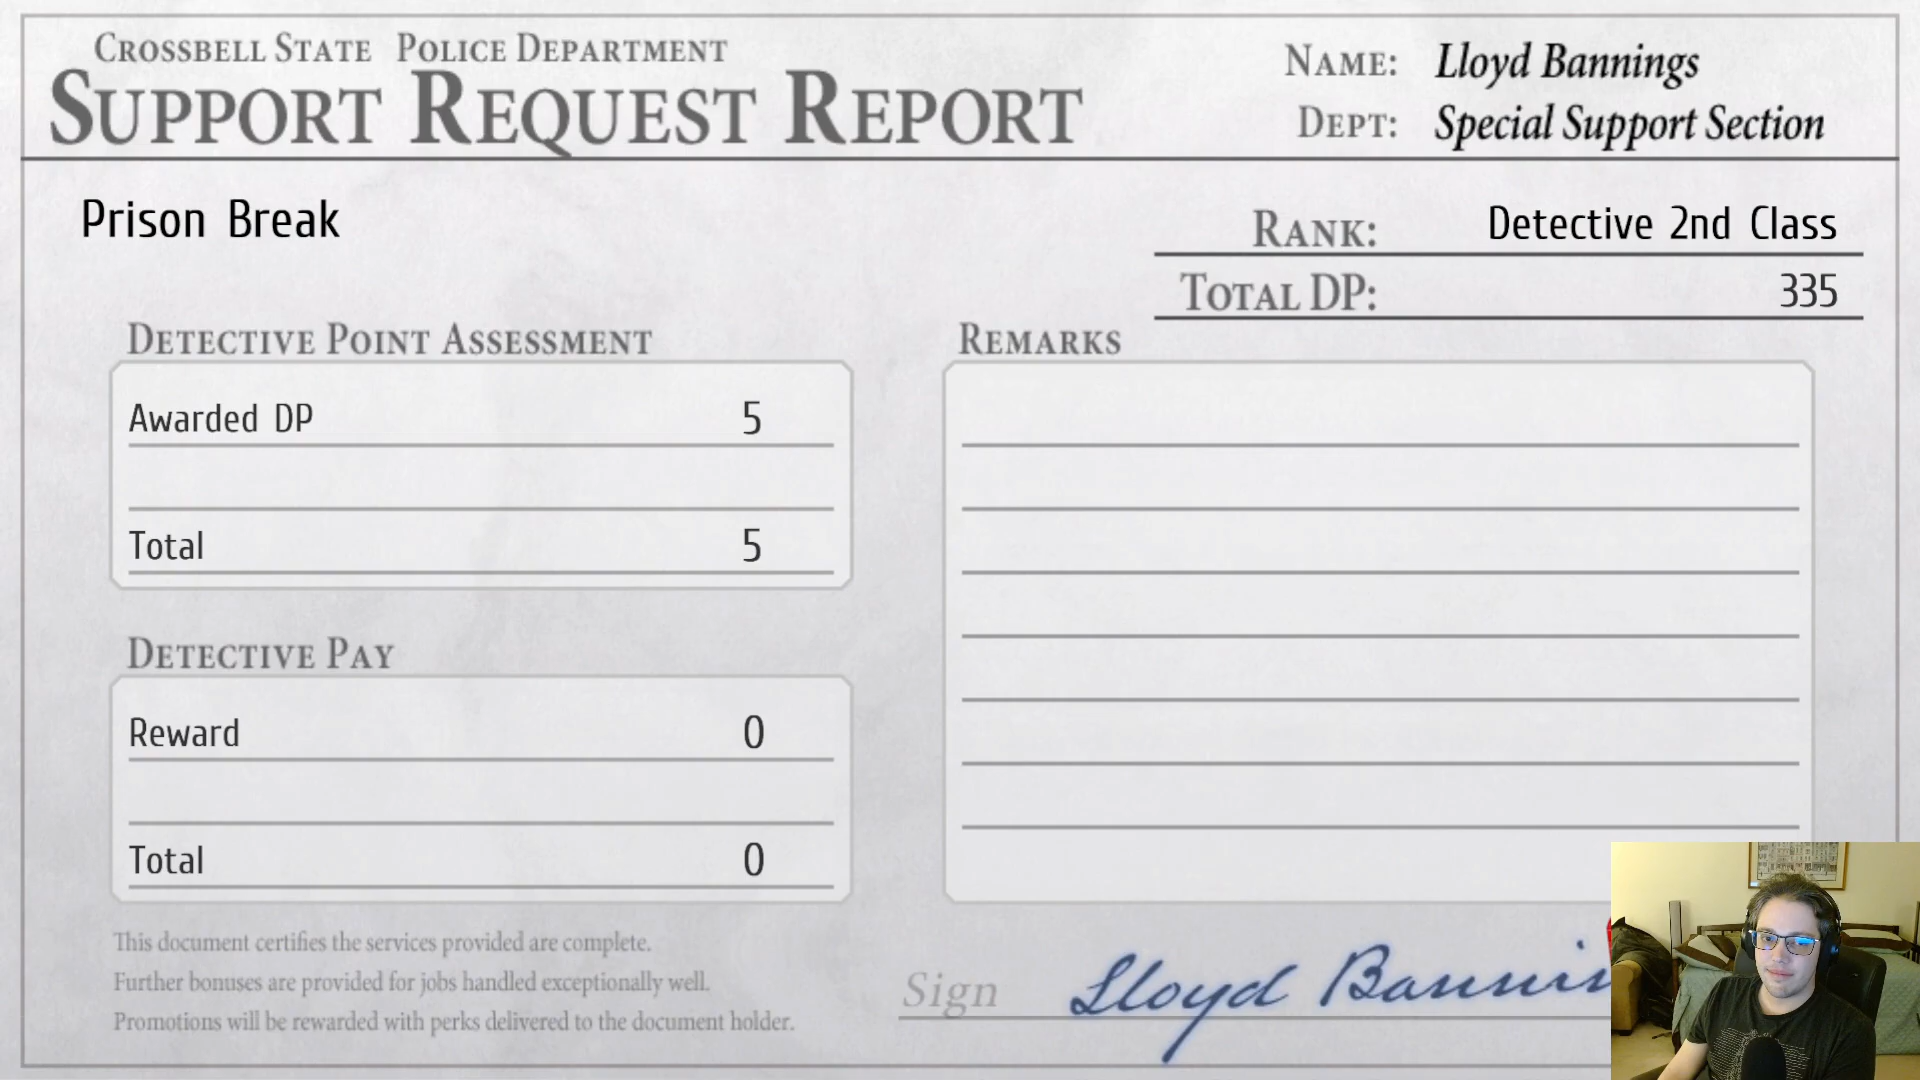 Crossbell State Police Department
Support Request Report
Name: Lloyd Bannings
Dept: Special Support Section
Prison Break
Rank: Detective 2nd Class
Total DP: 335
Detective Point Assessment
Awarded DP 5
Total 5
Detective Pay
Reward 0
Total 0
Remarks
This document certifies the services provided are complete.
Further bonuses are provided for jobs handled exceptionally well.
Promotions will be rewarded with perks delivered to the document holder.
Sign Lloyd Bannin